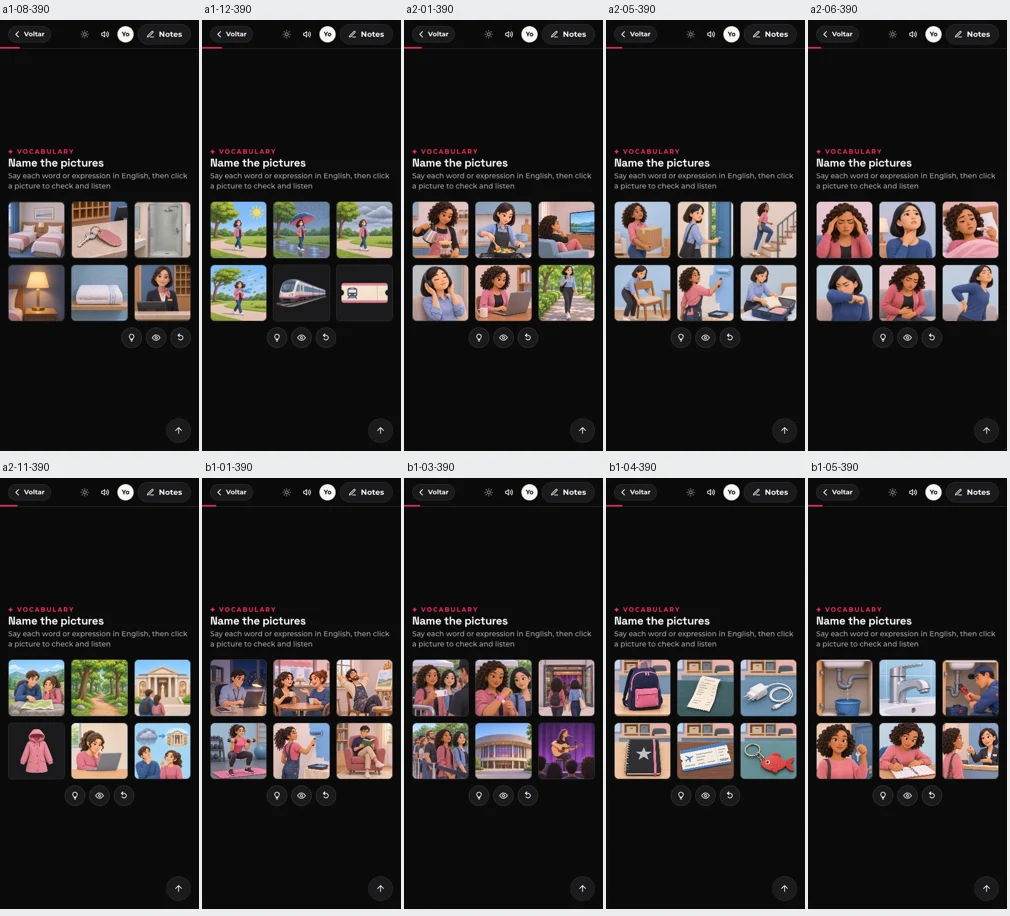 a1-08-390
Voltar
Yo
Notes
VOCABULARY
Name the pictures
Say each word or expression in English, then click
a picture to check and listen
a1-12-390
Voltar
Yo
Notes
VOCABULARY
Name the pictures
Say each word or expression in English, then click
a picture to check and listen
a2-01-390
Voltar
Yo
Notes
VOCABULARY
Name the pictures
Say each word or expression in English, then click
a picture to check and listen
a2-05-390
Voltar
Yo
Notes
VOCABULARY
Name the pictures
Say each word or expression in English, then click
a picture to check and listen
a2-06-390
Voltar
Yo
Notes
VOCABULARY
Name the pictures
Say each word or expression in English, then click
a picture to check and listen
a2-11-390
Voltar
Yo
Notes
VOCABULARY
Name the pictures
Say each word or expression in English, then click
a picture to check and listen
b1-01-390
Voltar
Yo
Notes
VOCABULARY
Name the pictures
Say each word or expression in English, then click
a picture to check and listen
b1-03-390
Voltar
Yo
Notes
VOCABULARY
Name the pictures
Say each word or expression in English, then click
a picture to check and listen
b1-04-390
Voltar
Yo
Notes
VOCABULARY
Name the pictures
Say each word or expression in English, then click
a picture to check and listen
b1-05-390
Voltar
Yo
Notes
VOCABULARY
Name the pictures
Say each word or expression in English, then click
a picture to check and listen